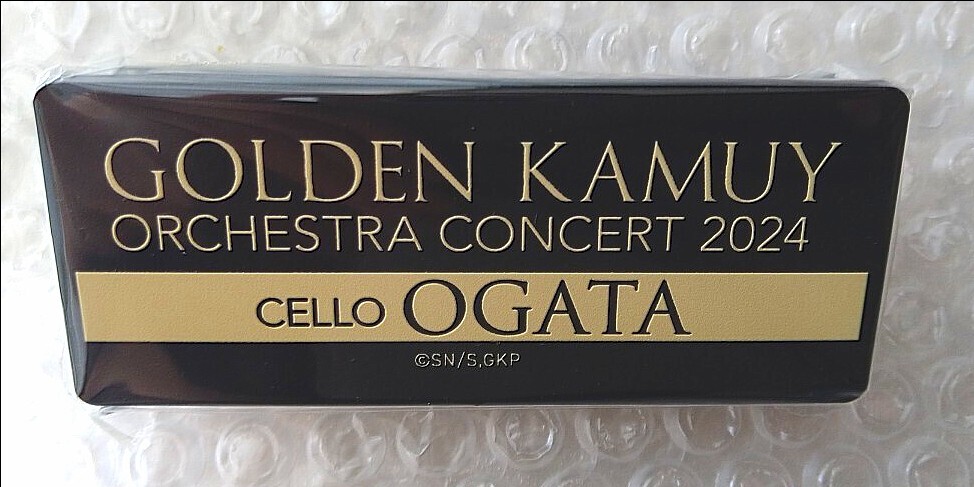 GOLDEN KAMUY
ORCHESTRA CONCERT 2024
CELLO OGATA
©SN/S,GKP